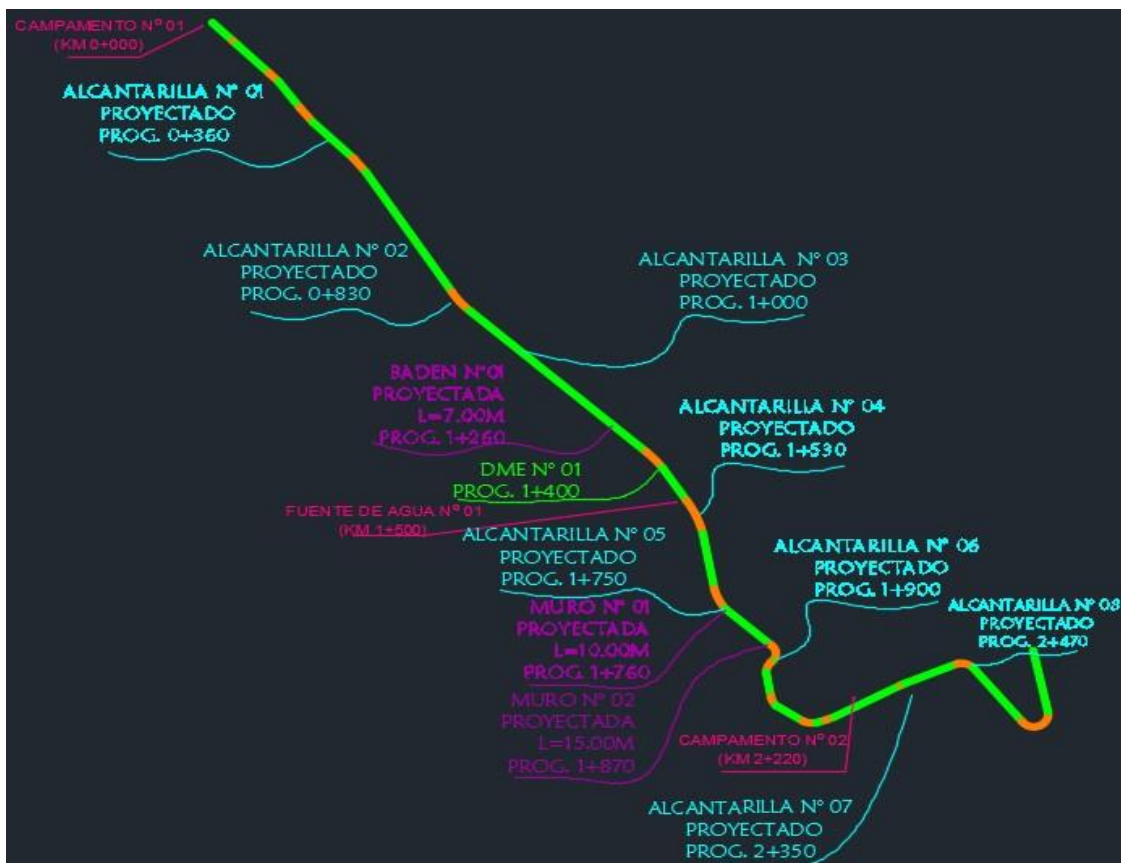 CAMPAMENTO Nº 01
(KM 0+000)
ALCANTARILLA Nº 01
PROYECTADO
PROG. 0+360
ALCANTARILLA Nº 02
PROYECTADO
PROG. 0+830
ALCANTARILLA Nº 03
PROYECTADO
PROG. 1+000
BADEN Nº01
PROYECTADA
L=7.00M
PROG. 1+260
ALCANTARILLA Nº 04
PROYECTADO
PROG. 1+530
DME Nº 01
PROG. 1+400
FUENTE DE AGUA Nº 01
(KM 1+500)
ALCANTARILLA Nº 05
PROYECTADO
PROG. 1+750
ALCANTARILLA Nº 06
PROYECTADO
PROG. 1+900
MURO Nº 01
PROYECTADA
L=10.00M
PROG. 1+760
ALCANTARILLA Nº 08
PROYECTADO
PROG. 2+470
MURO Nº 02
PROYECTADA
L=15.00M
PROG. 1+870
CAMPAMENTO Nº 02
(KM 2+220)
ALCANTARILLA Nº 07
PROYECTADO
PROG. 2+350